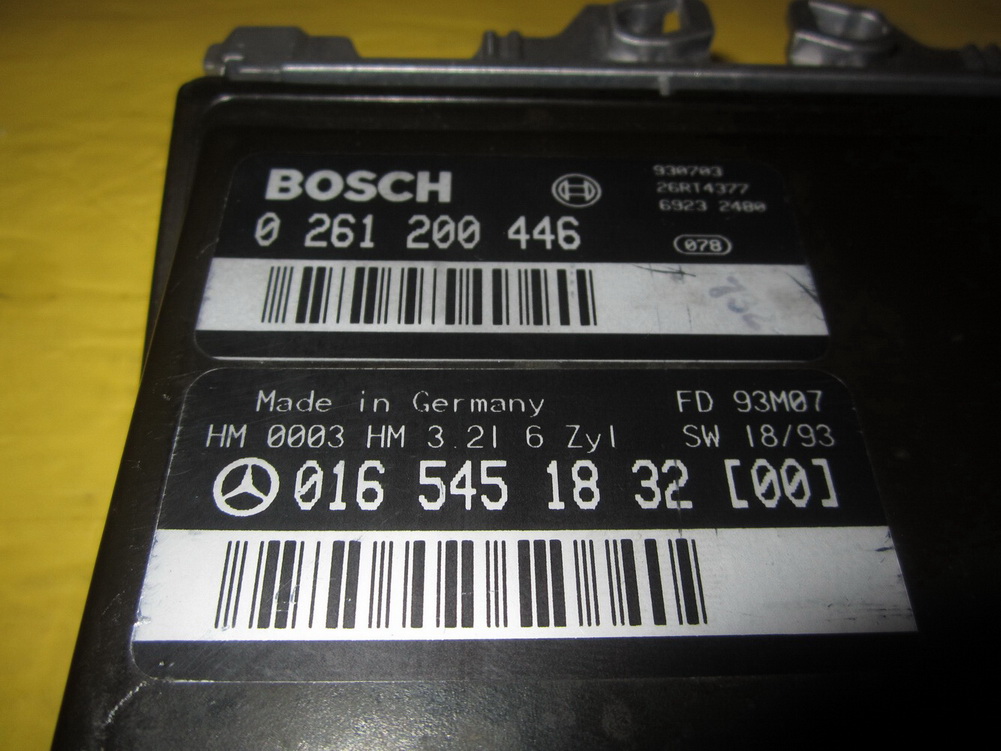 BOSCH
930703
26RT4377
6923 2480
0 261 200 446
078
Made in Germany
FD 93M07
HM 0003 HM 3.2l 6 Zyl
SW 18/93
016 545 18 32 [00]